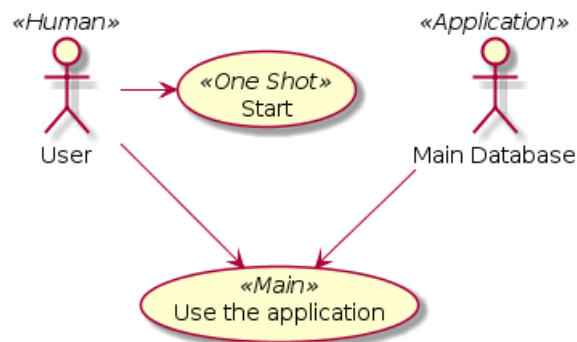 «Human»
User
«One Shot»
Start
«Application»
Main Database
«Main»
Use the application